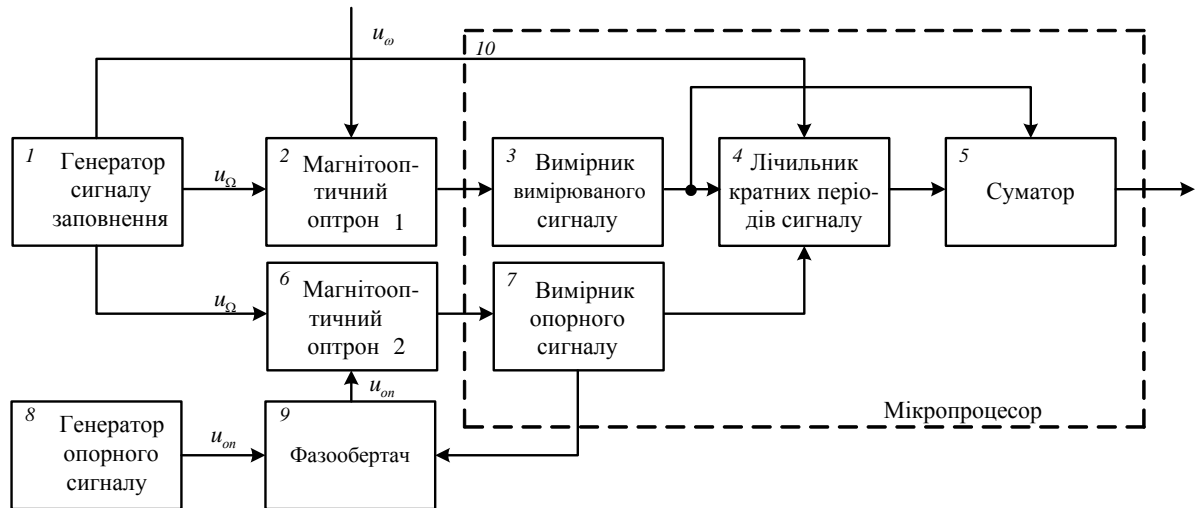 u_ω
10
1 Генератор
сигналу
заповнення
u_Ω
2 Магнітооп-
тичний
оптрон 1
3 Вимірник
вимірюваного
сигналу
4 Лічильник
кратних періо-
дів сигналу
5
Суматор
u_Ω
6 Магнітооп-
тичний
оптрон 2
7 Вимірник
опорного
сигналу
u_оп
8 Генератор
опорного
сигналу
u_оп
9
Фазообертач
Мікропроцесор